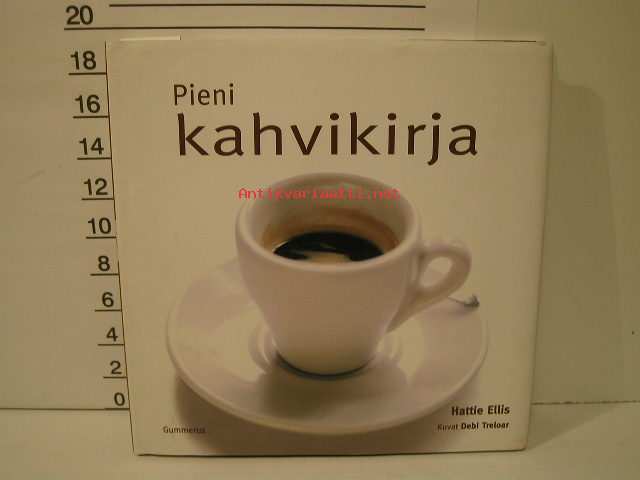 20
18
16
14
12
10
8
6
4
2
0
Pieni
kahvikirja
Antikvariaatti.net
Hattie Ellis
Kuvat Debi Treloar
Gummerus